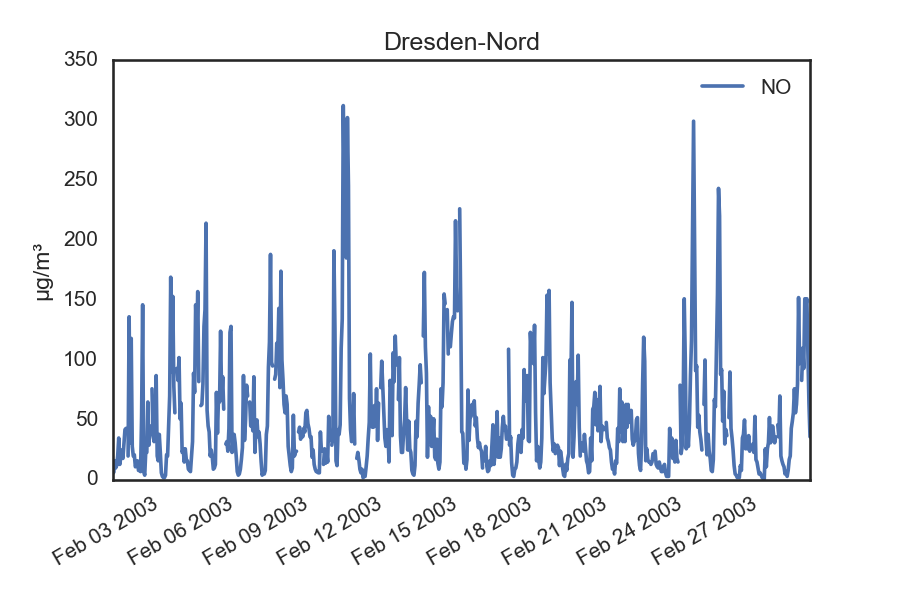 Dresden-Nord
350
300
250
200
150
100
50
0
µg/m³
NO
Feb 03 2003
Feb 06 2003
Feb 09 2003
Feb 12 2003
Feb 15 2003
Feb 18 2003
Feb 21 2003
Feb 24 2003
Feb 27 2003